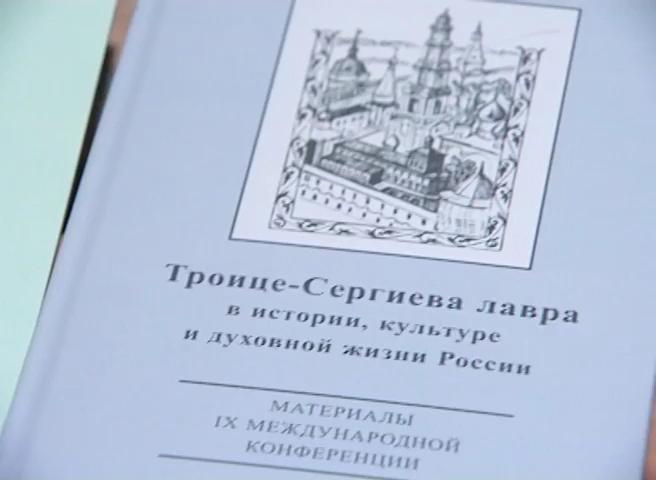 Троице-Сергиева лавра
в истории, культуре
и духовной жизни России
МАТЕРИАЛЫ
IX МЕЖДУНАРОДНОЙ
КОНФЕРЕНЦИИ